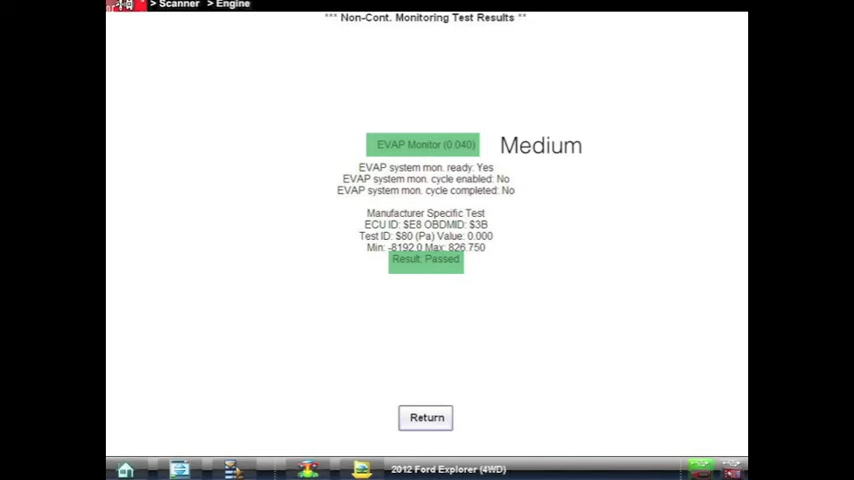 > Scanner > Engine
*** Non-Cont. Monitoring Test Results **
EVAP Monitor (0.040)
Medium
EVAP system mon. ready: Yes
EVAP system mon. cycle enabled: No
EVAP system mon. cycle completed: No
Manufacturer Specific Test
ECU ID: $E8 OBDMID: $3B
Test ID: $80 (Pa) Value: 0.000
Min: -8192.0 Max: 826.750
Result: Passed
Return
2012 Ford Explorer (4WD)